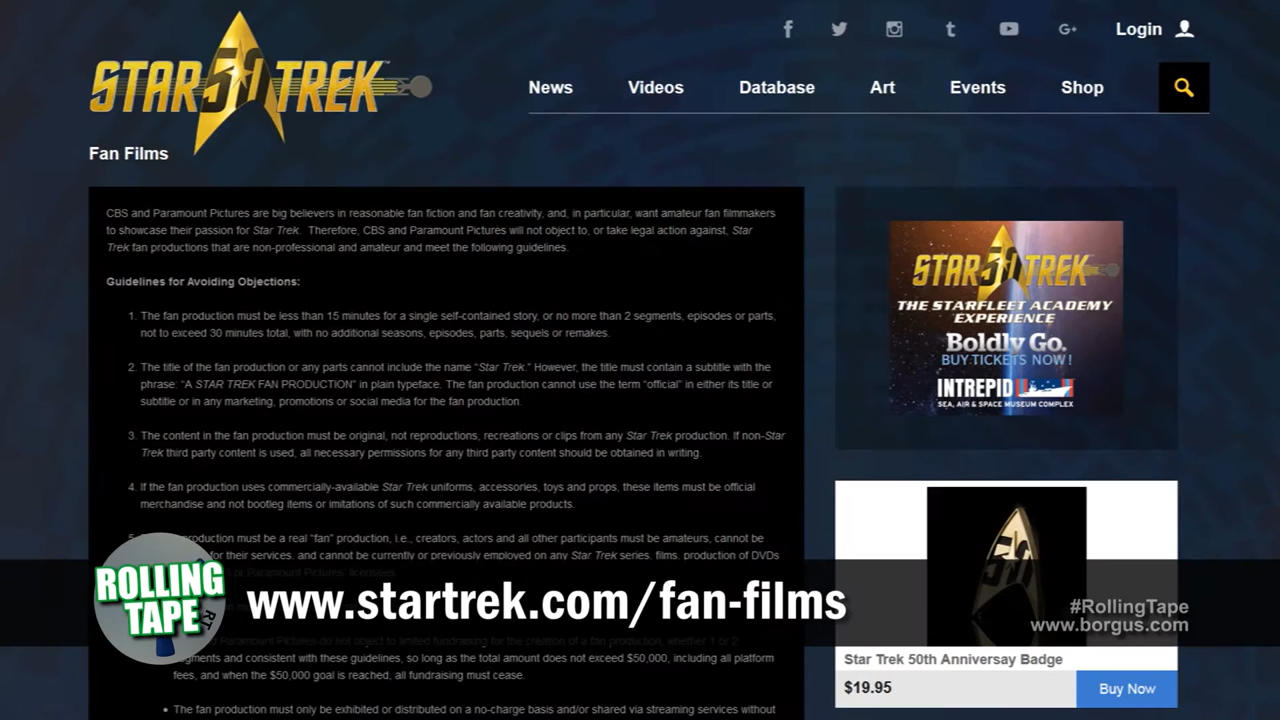 STAR TREK
50
Login
News Videos Database Art Events Shop
Fan Films
CBS and Paramount Pictures are big believers in reasonable fan fiction and fan creativity, and, in particular, want amateur fan filmmakers
to showcase their passion for Star Trek. Therefore, CBS and Paramount Pictures will not object to, or take legal action against, Star
Trek fan productions that are non-professional and amateur and meet the following guidelines.
Guidelines for Avoiding Objections:
1. The fan production must be less than 15 minutes for a single self-contained story, or no more than 2 segments, episodes or parts,
not to exceed 30 minutes total, with no additional seasons, episodes, parts, sequels or remakes.
2. The title of the fan production or any parts cannot include the name “Star Trek.” However, the title must contain a subtitle with the
phrase: “A STAR TREK FAN PRODUCTION” in plain typeface. The fan production cannot use the term “official” in either its title or
subtitle or in any marketing, promotions or social media for the fan production.
3. The content in the fan production must be original, not reproductions, recreations or clips from any Star Trek production. If non-Star
Trek third party content is used, all necessary permissions for any third party content should be obtained in writing.
4. If the fan production uses commercially-available Star Trek uniforms, accessories, toys and props, these items must be official
merchandise and not bootleg items or imitations of such commercially available products.
production must be a real “fan” production, i.e., creators, actors and all other participants must be amateurs, cannot be
for their services, and cannot be currently or previously employed on any Star Trek series, films, production of DVDs
or Paramount Pictures' licensees.
Paramount Pictures do not object to limited fundraising for the creation of a fan production, whether 1 or 2
segments and consistent with these guidelines, so long as the total amount does not exceed $50,000, including all platform
fees, and when the $50,000 goal is reached, all fundraising must cease.
• The fan production must only be exhibited or distributed on a no-charge basis and/or shared via streaming services without
STAR 50 TREK
THE STARFLEET ACADEMY
EXPERIENCE
Boldly Go.
BUY TICKETS NOW!
INTREPID
SEA, AIR & SPACE MUSEUM COMPLEX
50
Star Trek 50th Anniversay Badge
$19.95 Buy Now
ROLLING
TAPE
RT
www.startrek.com/fan-films
#RollingTape
www.borgus.com